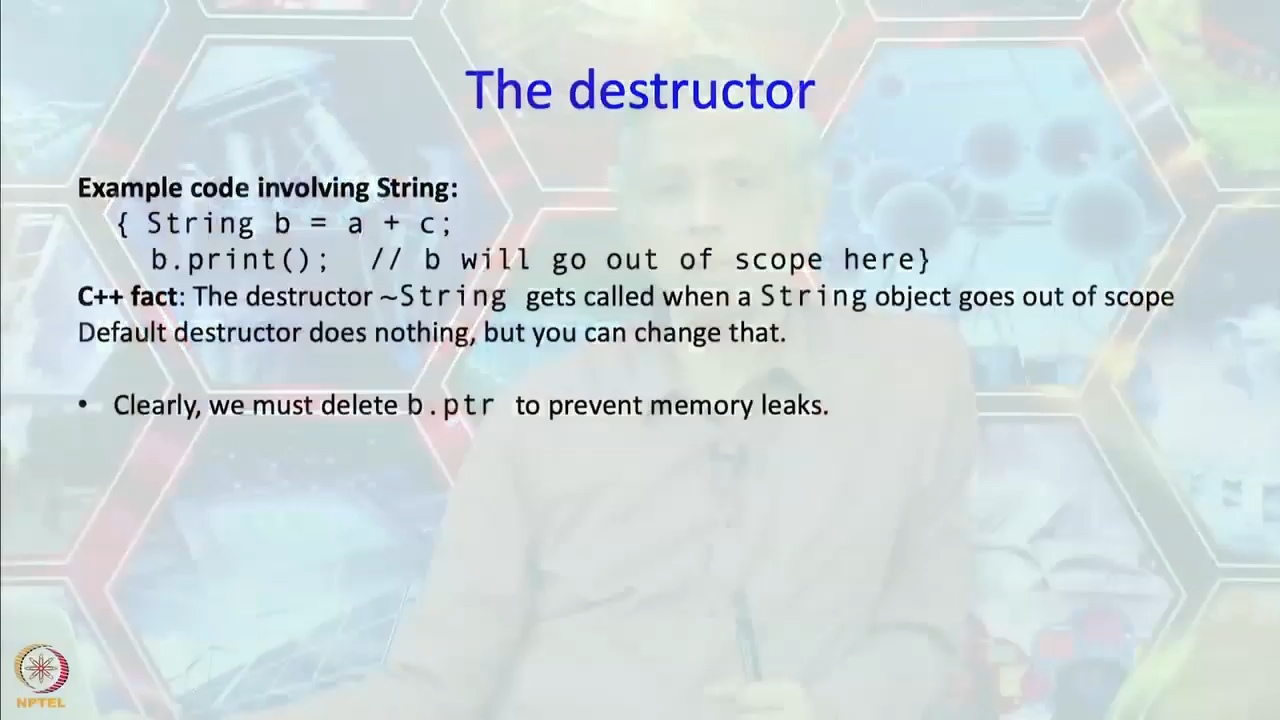 The destructor
Example code involving String:
{ String b = a + c;
b.print(); // b will go out of scope here}
C++ fact: The destructor ~String gets called when a String object goes out of scope
Default destructor does nothing, but you can change that.
• Clearly, we must delete b.ptr to prevent memory leaks.
NPTEL